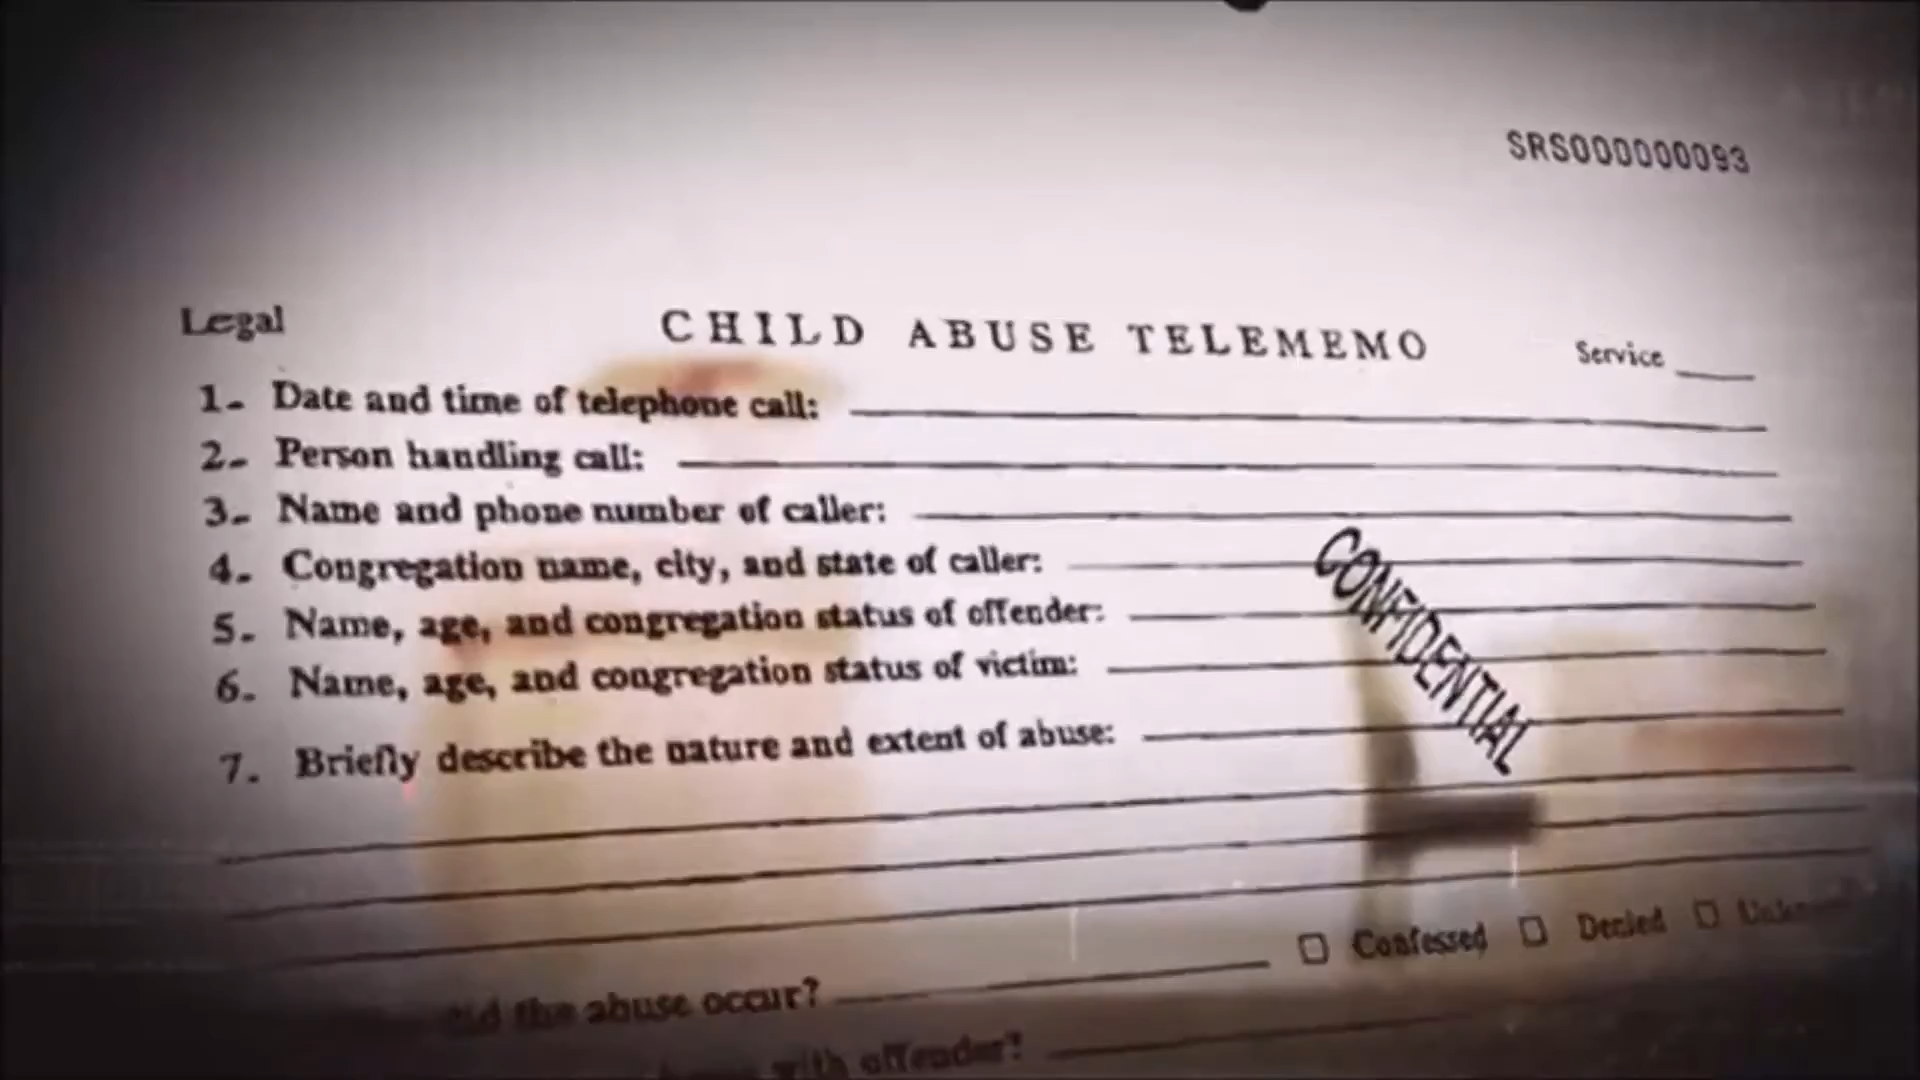 SRS000000093
Legal
CHILD ABUSE TELEMEMO
Service
1. Date and time of telephone call:
2. Person handling call:
3. Name and phone number of caller:
4. Congregation name, city, and state of caller:
5. Name, age, and congregation status of offender:
6. Name, age, and congregation status of victim:
CONFIDENTIAL
7. Briefly describe the nature and extent of abuse:
Confessed Denied
the abuse occur?
with offender?